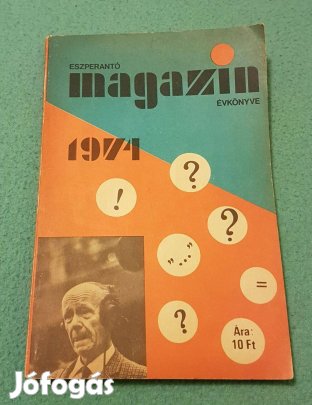 ESZPERANTÓ
magazin
ÉVKÖNYVE
1974
?
!
?
„...”
=
?
Ára:
10 Ft
Jófogás